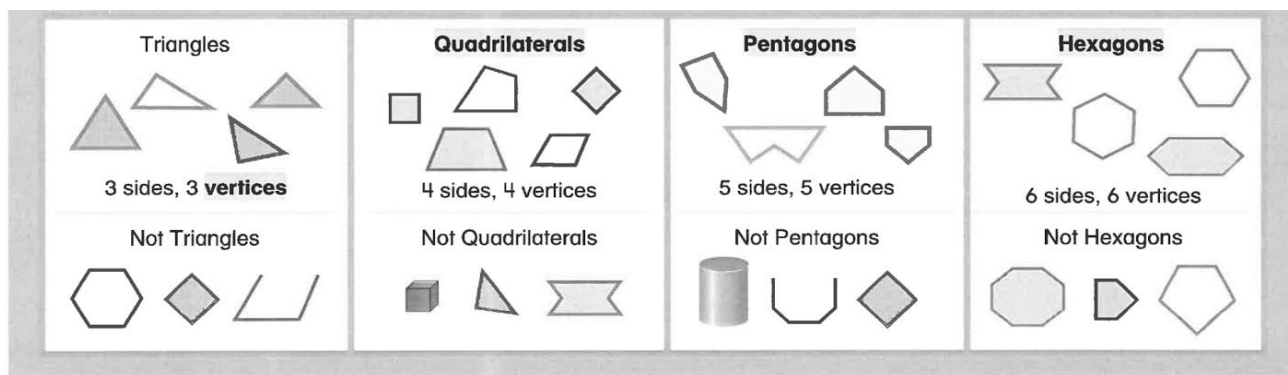 Triangles
3 sides, 3 vertices
Not Triangles
Quadrilaterals
4 sides, 4 vertices
Not Quadrilaterals
Pentagons
5 sides, 5 vertices
Not Pentagons
Hexagons
6 sides, 6 vertices
Not Hexagons